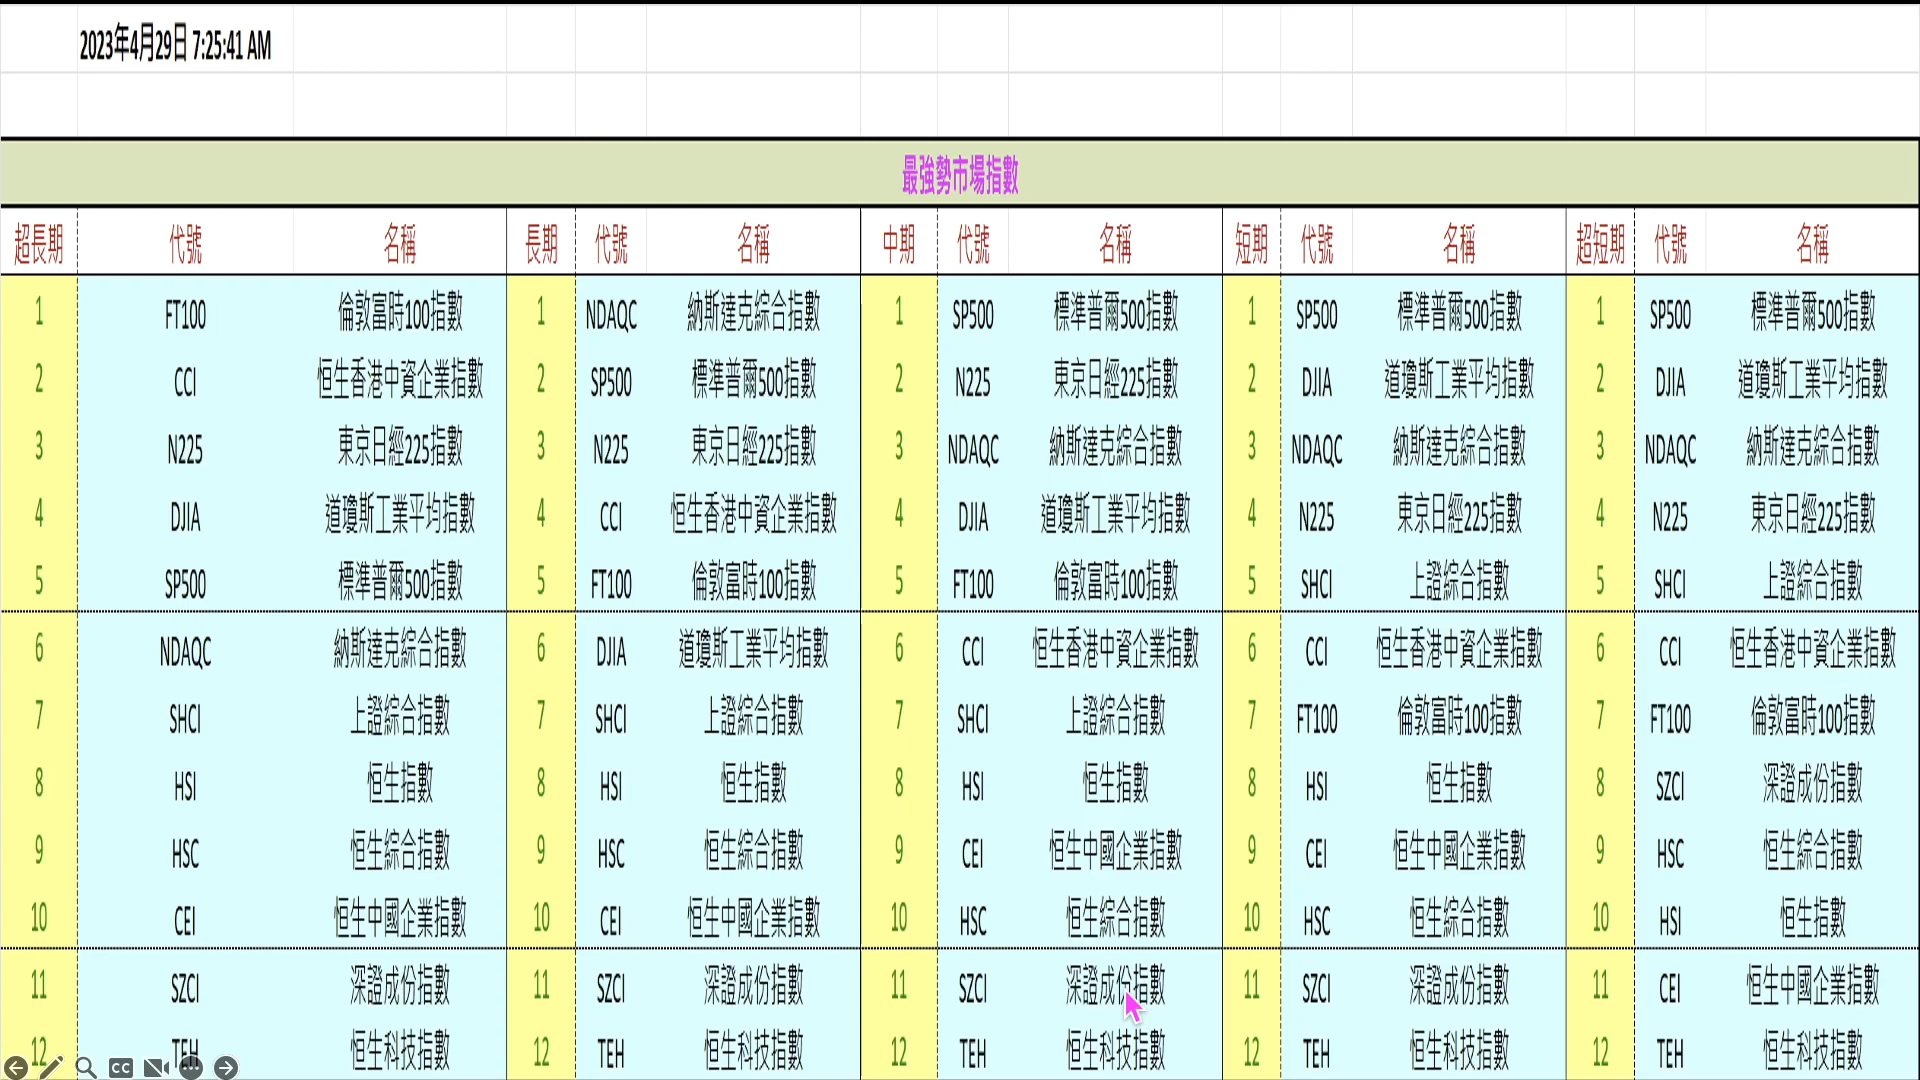 2023年4月29日 7:25:41 AM
最強勢市場指數
超長期 代號 名稱 長期 代號 名稱 中期 代號 名稱 短期 代號 名稱 超短期 代號 名稱
1 FT100 倫敦富時100指數 1 NDAQC 納斯達克綜合指數 1 SP500 標準普爾500指數 1 SP500 標準普爾500指數 1 SP500 標準普爾500指數
2 CCI 恒生香港中資企業指數 2 SP500 標準普爾500指數 2 N225 東京日經225指數 2 DJIA 道瓊斯工業平均指數 2 DJIA 道瓊斯工業平均指數
3 N225 東京日經225指數 3 N225 東京日經225指數 3 NDAQC 納斯達克綜合指數 3 NDAQC 納斯達克綜合指數 3 NDAQC 納斯達克綜合指數
4 DJIA 道瓊斯工業平均指數 4 CCI 恒生香港中資企業指數 4 DJIA 道瓊斯工業平均指數 4 N225 東京日經225指數 4 N225 東京日經225指數
5 SP500 標準普爾500指數 5 FT100 倫敦富時100指數 5 FT100 倫敦富時100指數 5 SHCI 上證綜合指數 5 SHCI 上證綜合指數
6 NDAQC 納斯達克綜合指數 6 DJIA 道瓊斯工業平均指數 6 CCI 恒生香港中資企業指數 6 CCI 恒生香港中資企業指數 6 CCI 恒生香港中資企業指數
7 SHCI 上證綜合指數 7 SHCI 上證綜合指數 7 SHCI 上證綜合指數 7 FT100 倫敦富時100指數 7 FT100 倫敦富時100指數
8 HSI 恒生指數 8 HSI 恒生指數 8 HSI 恒生指數 8 HSI 恒生指數 8 SZCI 深證成份指數
9 HSC 恒生綜合指數 9 HSC 恒生綜合指數 9 CEI 恒生中國企業指數 9 CEI 恒生中國企業指數 9 HSC 恒生綜合指數
10 CEI 恒生中國企業指數 10 CEI 恒生中國企業指數 10 HSC 恒生綜合指數 10 HSC 恒生綜合指數 10 HSI 恒生指數
11 SZCI 深證成份指數 11 SZCI 深證成份指數 11 SZCI 深證成份指數 11 SZCI 深證成份指數 11 CEI 恒生中國企業指數
12 TEH 恒生科技指數 12 TEH 恒生科技指數 12 TEH 恒生科技指數 12 TEH 恒生科技指數 12 TEH 恒生科技指數
CC